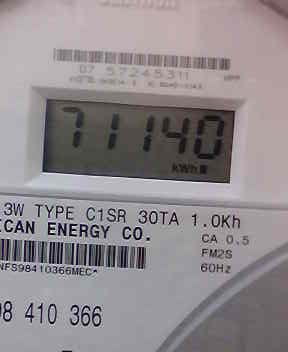 07 57245311
71140
kWh
3W TYPE C1SR 30TA 1.0Kh
ICAN ENERGY CO.
CA 0.5
FM2S
60Hz
NFS98410366MEC*
98 410 366